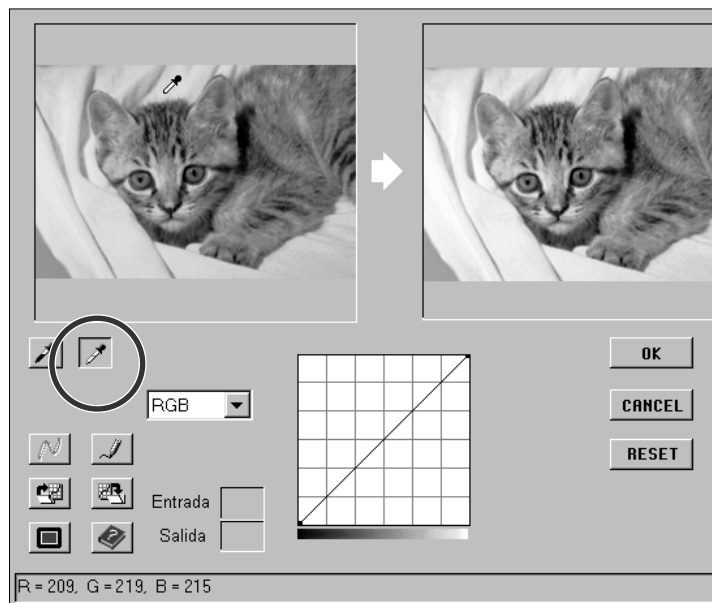 OK
RGB
CANCEL
RESET
Entrada
Salida
R = 209, G = 219, B = 215